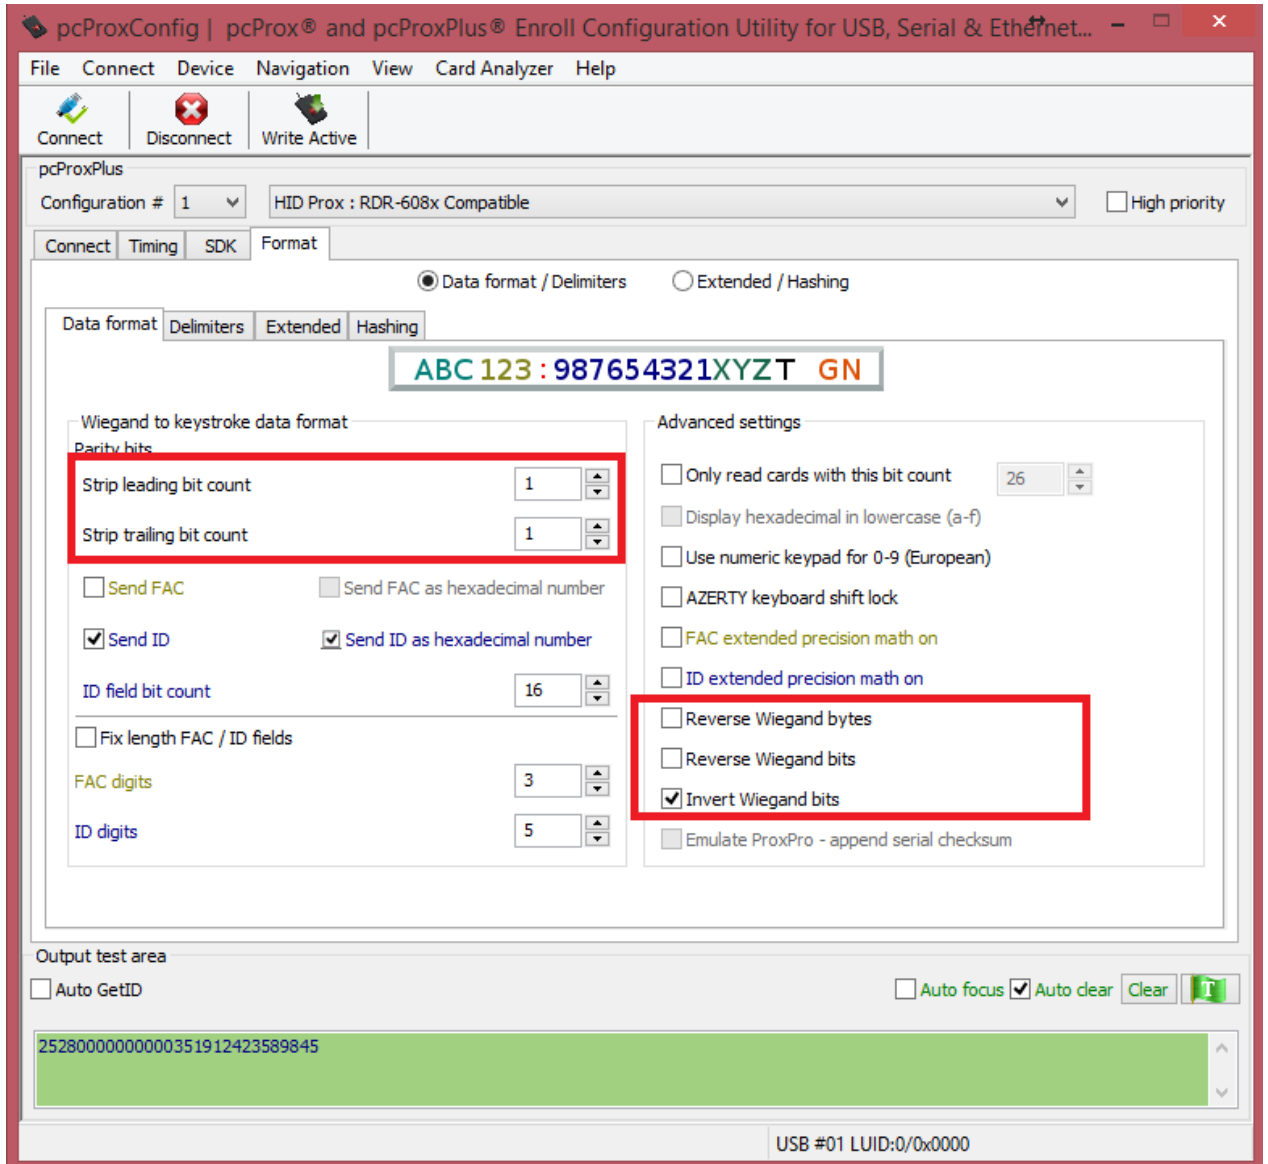 pcProxConfig | pcProx® and pcProxPlus® Enroll Configuration Utility for USB, Serial & Ethernet...
File Connect Device Navigation View Card Analyzer Help
Connect Disconnect Write Active
pcProxPlus
Configuration # 1 HID Prox : RDR-608x Compatible High priority
Connect Timing SDK Format
Data format / Delimiters Extended / Hashing
Data format Delimiters Extended Hashing
ABC 123 : 987654321XYZT GN
Wiegand to keystroke data format
Parity bits
Strip leading bit count 1
Strip trailing bit count 1
Send FAC Send FAC as hexadecimal number
Send ID Send ID as hexadecimal number
ID field bit count 16
Fix length FAC / ID fields
FAC digits 3
ID digits 5
Advanced settings
Only read cards with this bit count 26
Display hexadecimal in lowercase (a-f)
Use numeric keypad for 0-9 (European)
AZERTY keyboard shift lock
FAC extended precision math on
ID extended precision math on
Reverse Wiegand bytes
Reverse Wiegand bits
Invert Wiegand bits
Emulate ProxPro - append serial checksum
Output test area
Auto GetID Auto focus Auto clear Clear T
2528000000000351912423589845
USB #01 LUID:0/0x0000